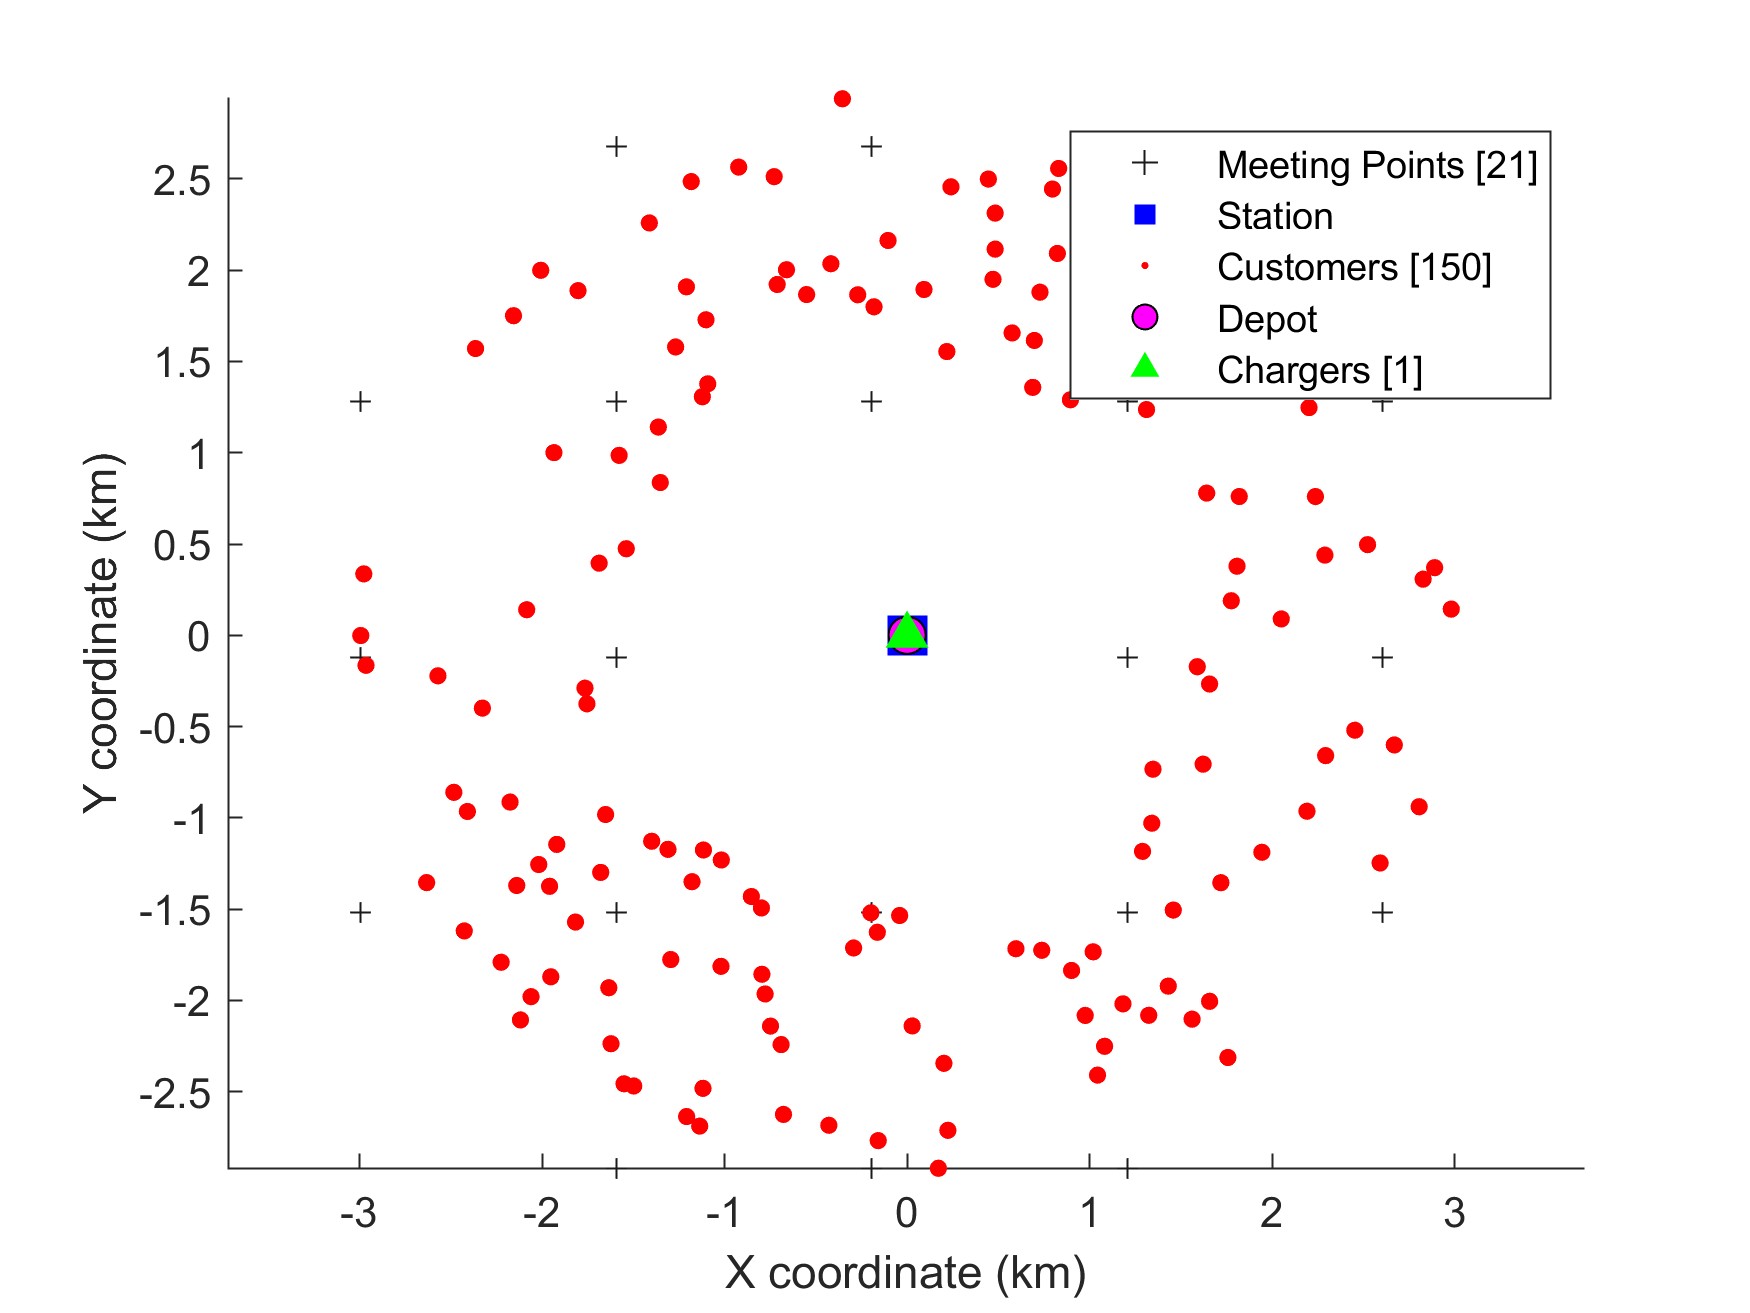 Meeting Points [21]
Station
Customers [150]
Depot
Chargers [1]
2.5
2
1.5
1
0.5
0
-0.5
-1
-1.5
-2
-2.5
Y coordinate (km)
-3 -2 -1 0 1 2 3
X coordinate (km)